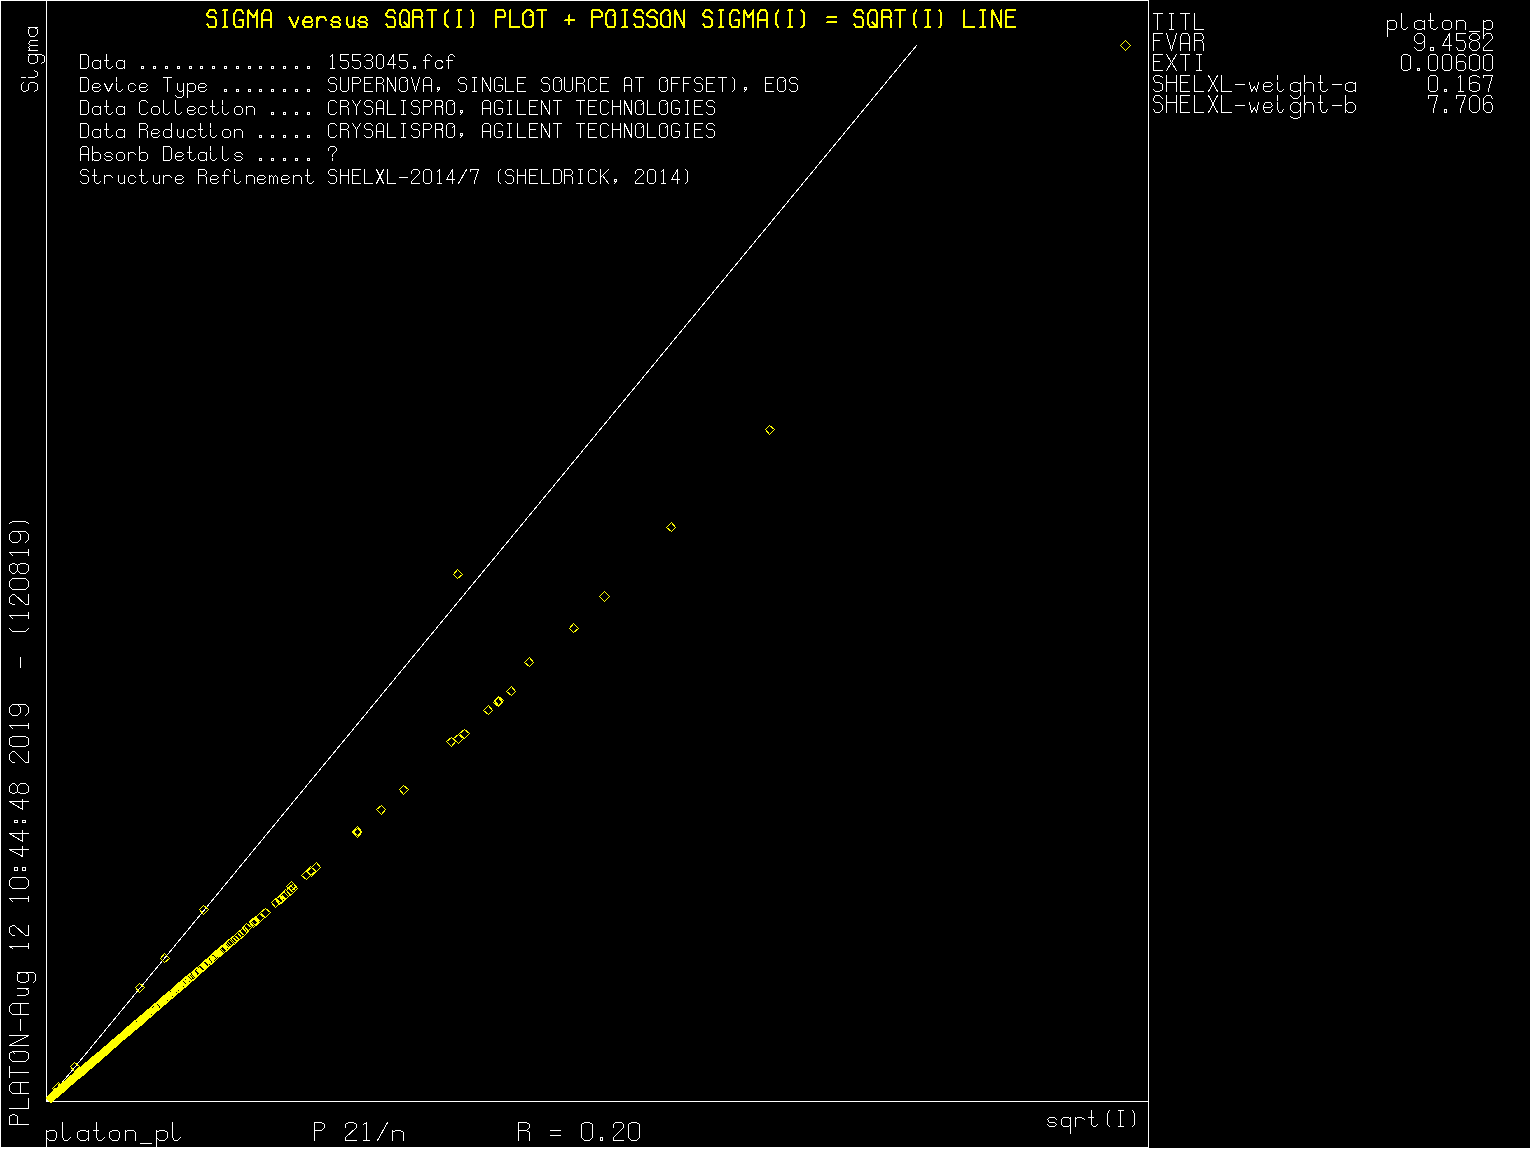 SIGMA versus SQRT(I) PLOT + POISSON SIGMA(I) = SQRT(I) LINE
Data ............... 1553045.fcf
Device Type ........ SUPERNOVA, SINGLE SOURCE AT OFFSET), EOS
Data Collection .... CRYSALISPRO, AGILENT TECHNOLOGIES
Data Reduction ..... CRYSALISPRO, AGILENT TECHNOLOGIES
Absorb Details ..... ?
Structure Refinement SHELXL-2014/7 (SHELDRICK, 2014)
TITL platon_p
FVAR 9.4582
EXTI 0.00600
SHELXL-weight-a 0.167
SHELXL-weight-b 7.706
Sigma
PLATON-Aug 12 10:44:48 2019 - (120819)
sqrt(I)
platon_pl P 21/n R = 0.20